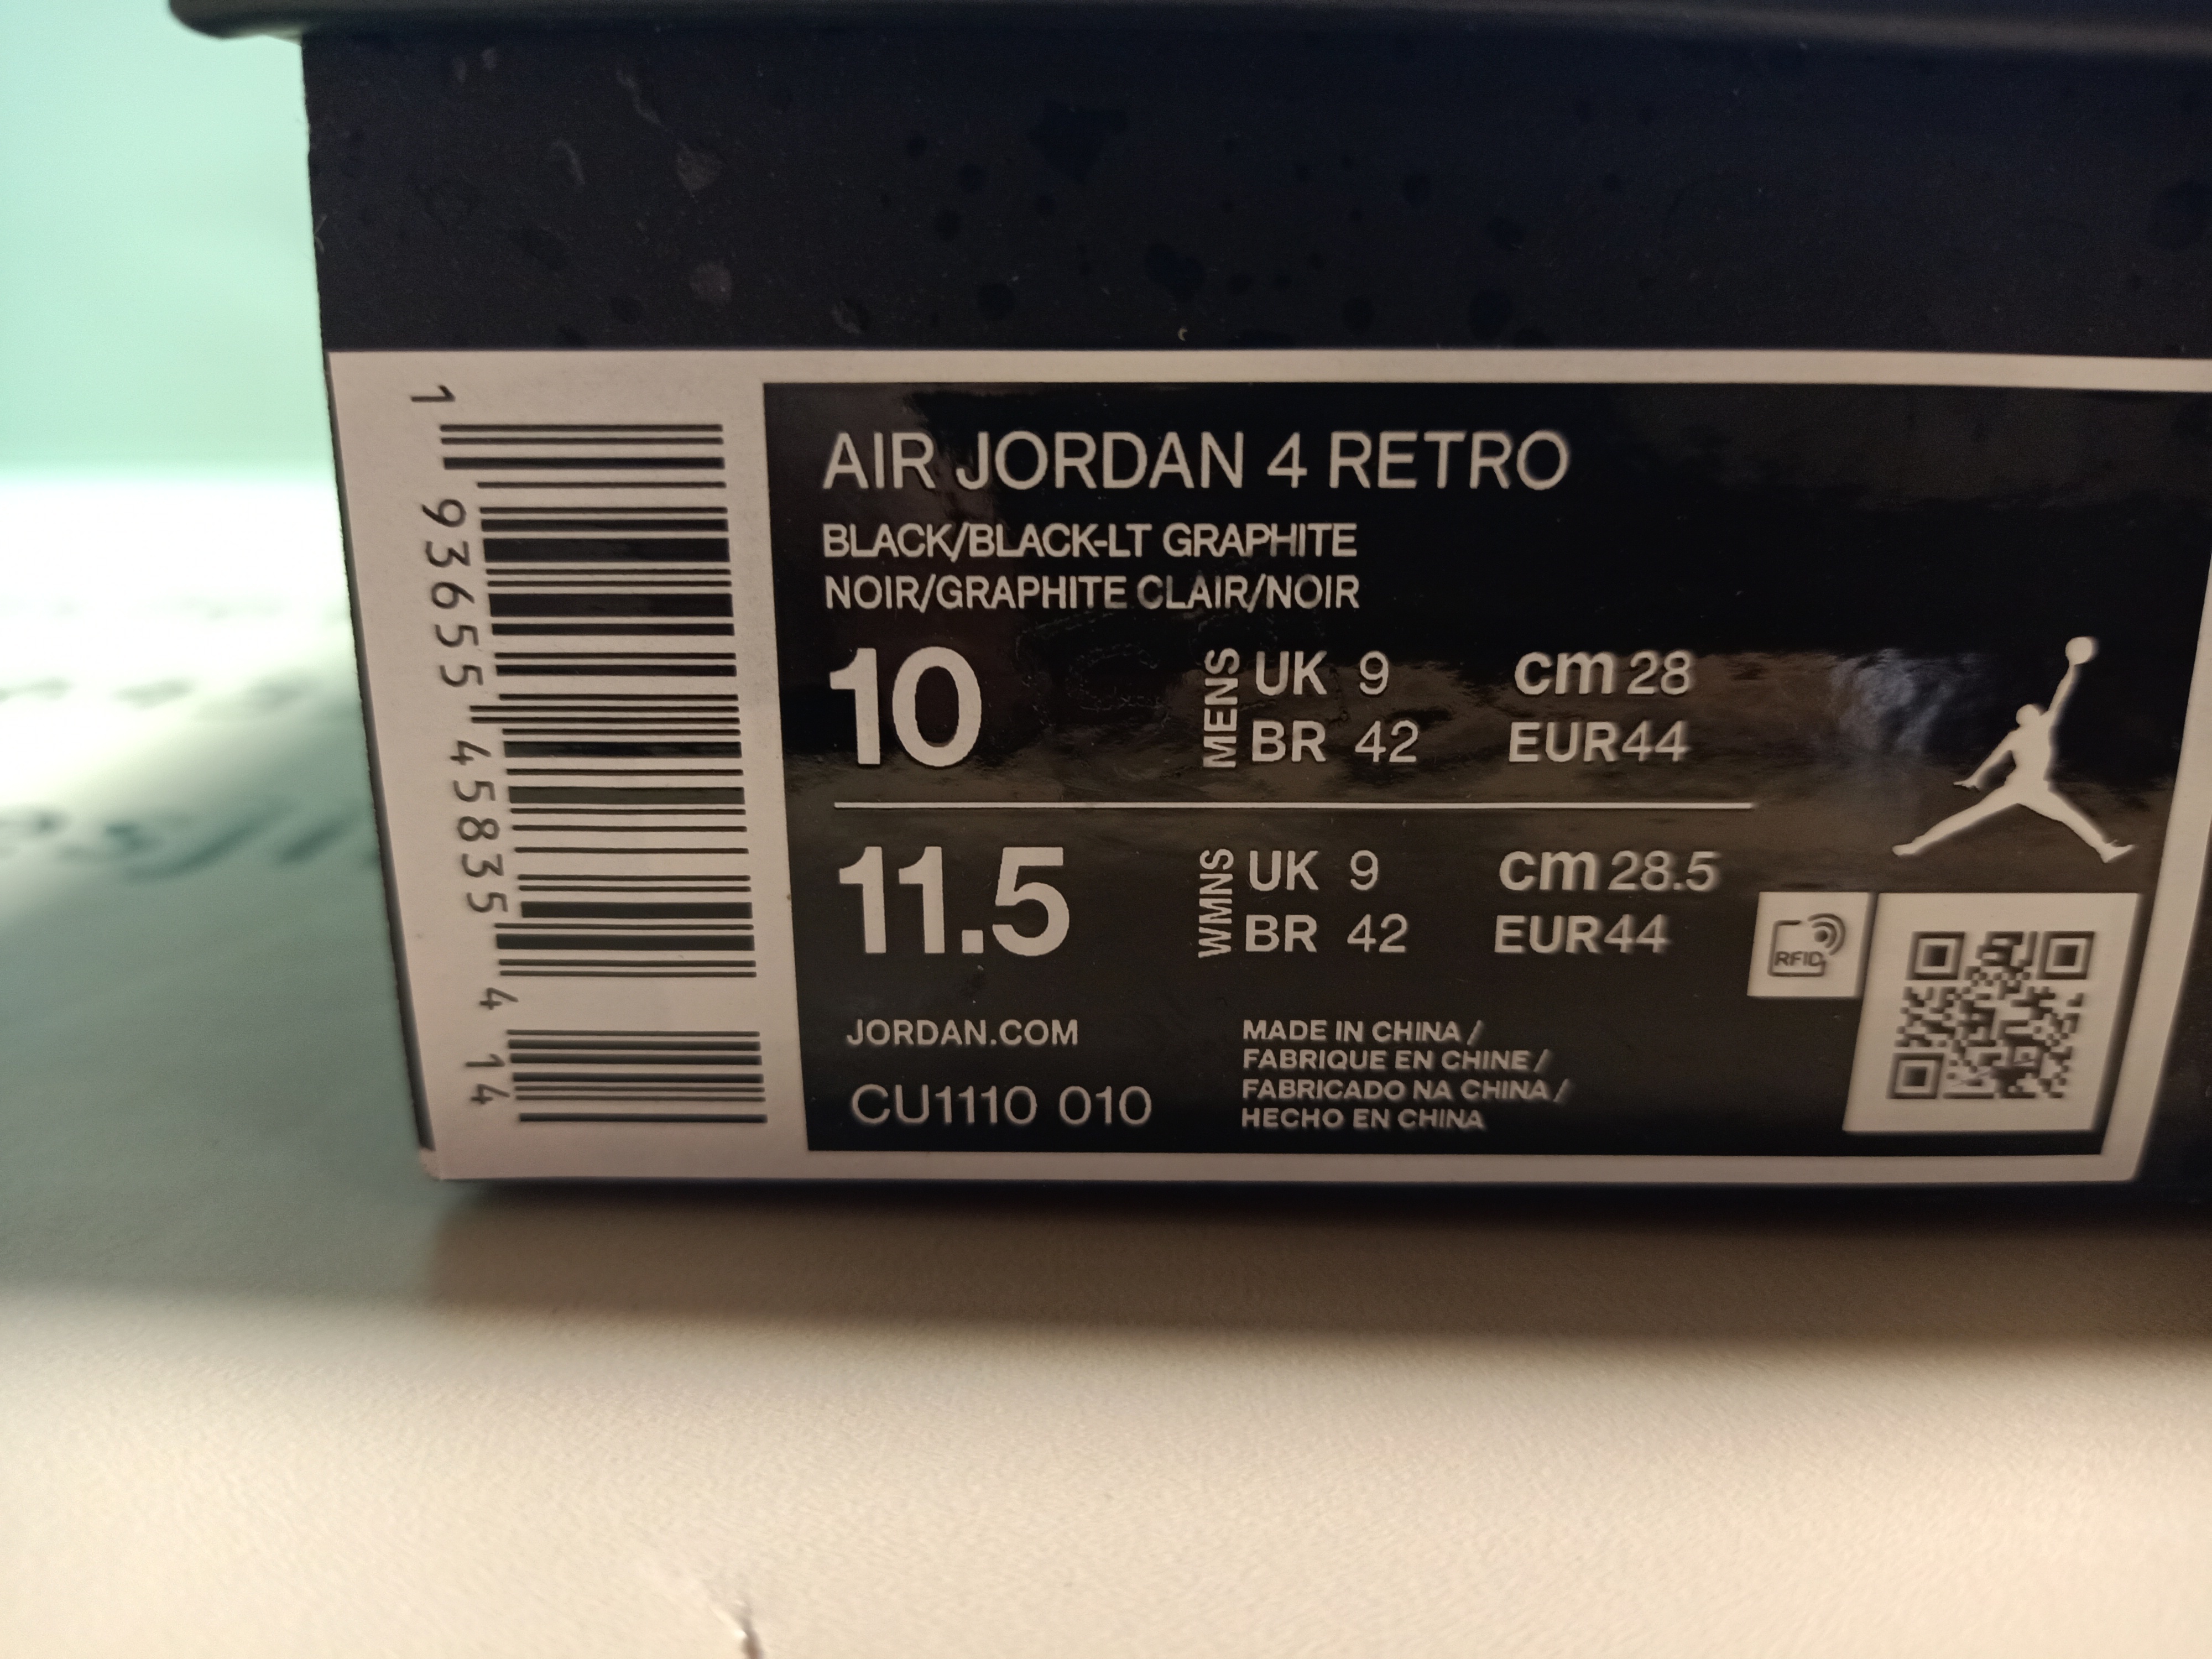 1 93655 45835 4 14
AIR JORDAN 4 RETRO
BLACK/BLACK-LT GRAPHITE
NOIR/GRAPHITE CLAIR/NOIR
10 MENS UK 9 cm 28
BR 42 EUR44
11.5 WMNS UK 9 cm 28.5
BR 42 EUR44
RFID
JORDAN.COM
CU1110 010
MADE IN CHINA /
FABRIQUE EN CHINE /
FABRICADO NA CHINA /
HECHO EN CHINA